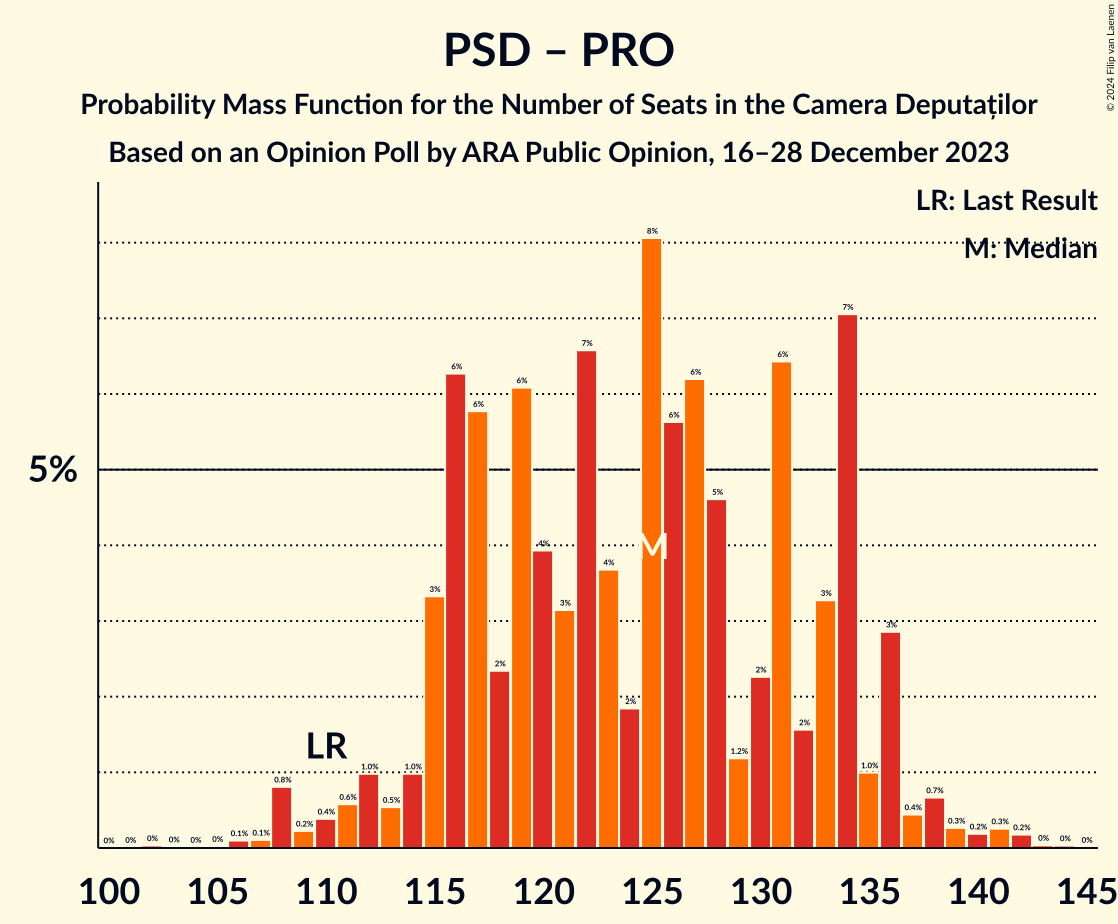 PSD – PRO
Probability Mass Function for the Number of Seats in the Camera Deputaților
Based on an Opinion Poll by ARA Public Opinion, 16–28 December 2023
© 2024 Filip van Laenen
LR: Last Result
M: Median
5%
0% 0% 0% 0% 0% 0% 0.1% 0.1% 0.8% 0.2% 0.4% 0.6% 1.0% 0.5% 1.0% 3% 6% 6% 2% 6% 4% 3% 7% 4% 2% 8% 6% 6% 5% 1.2% 2% 6% 2% 3% 7% 1.0% 3% 0.4% 0.7% 0.3% 0.2% 0.3% 0.2% 0% 0% 0%
LR
M
100 105 110 115 120 125 130 135 140 145